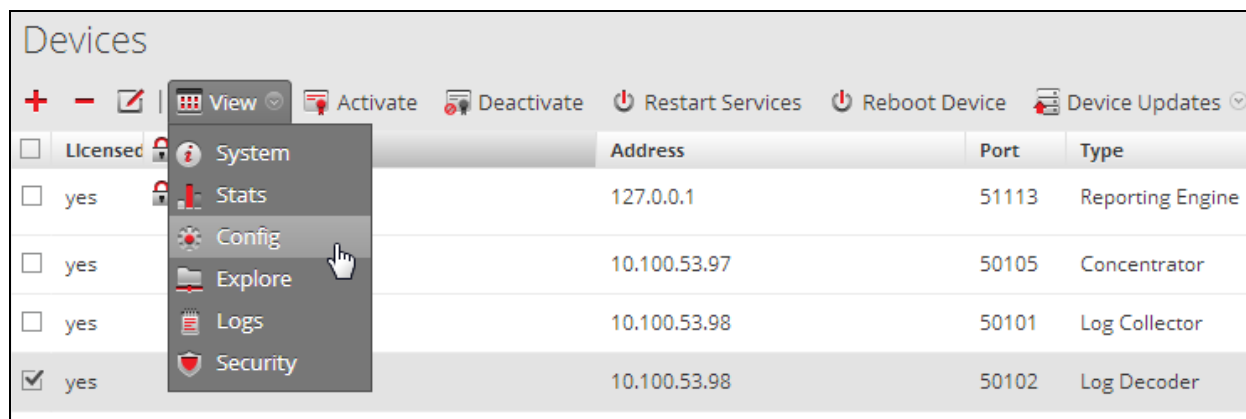 Devices
View Activate Deactivate Restart Services Reboot Device Device Updates
Licensed Address Port Type
System
yes 127.0.0.1 51113 Reporting Engine
Stats
Config
yes 10.100.53.97 50105 Concentrator
Explore
yes 10.100.53.98 50101 Log Collector
Logs
Security
yes 10.100.53.98 50102 Log Decoder